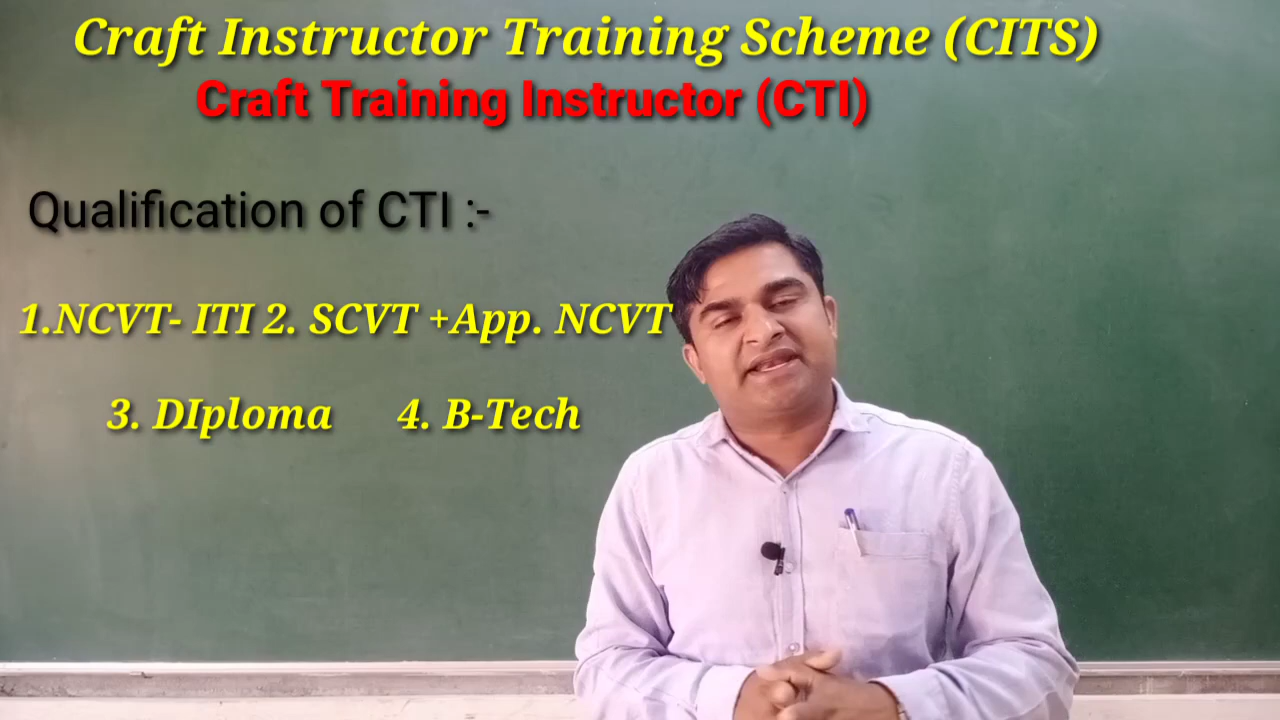 Craft Instructor Training Scheme (CITS)
Craft Training Instructor (CTI)
Qualification of CTI :-
1.NCVT- ITI 2. SCVT +App. NCVT
3. DIploma 4. B-Tech